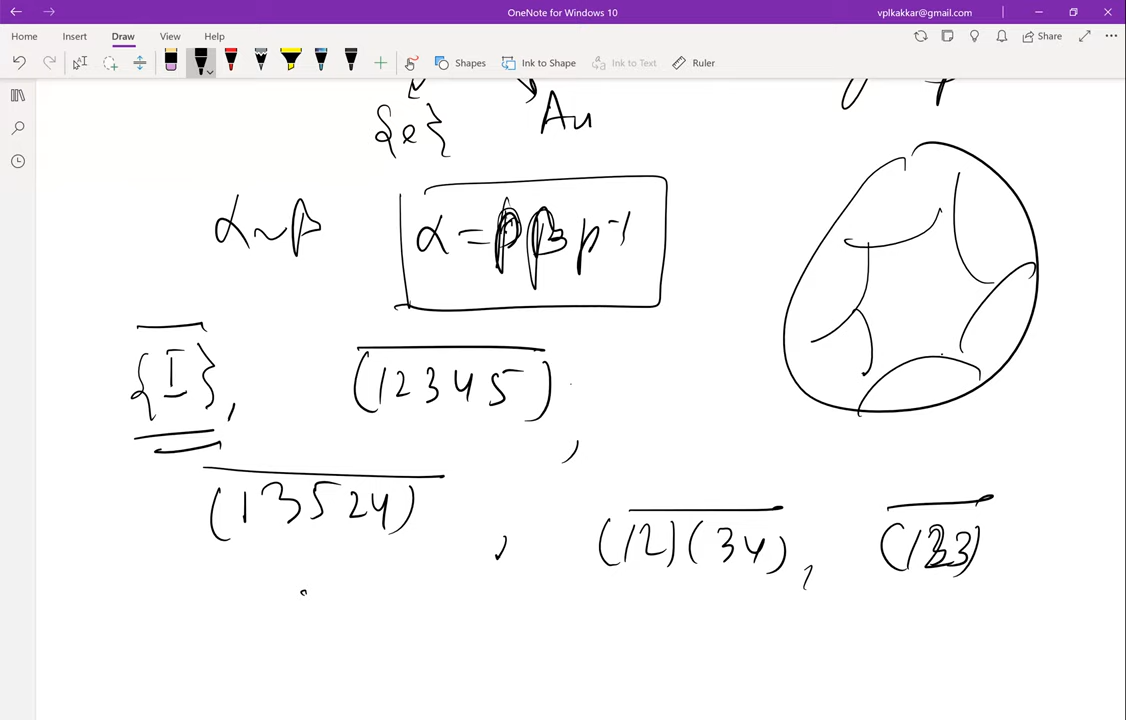 OneNote for Windows 10
vplkakkar@gmail.com
Home Insert Draw View Help
Share
Shapes Ink to Shape Ink to Text Ruler
{e} An
α~β α=pβp⁻¹
{I}, (12345)
,
(13524), (12)(34), (123)